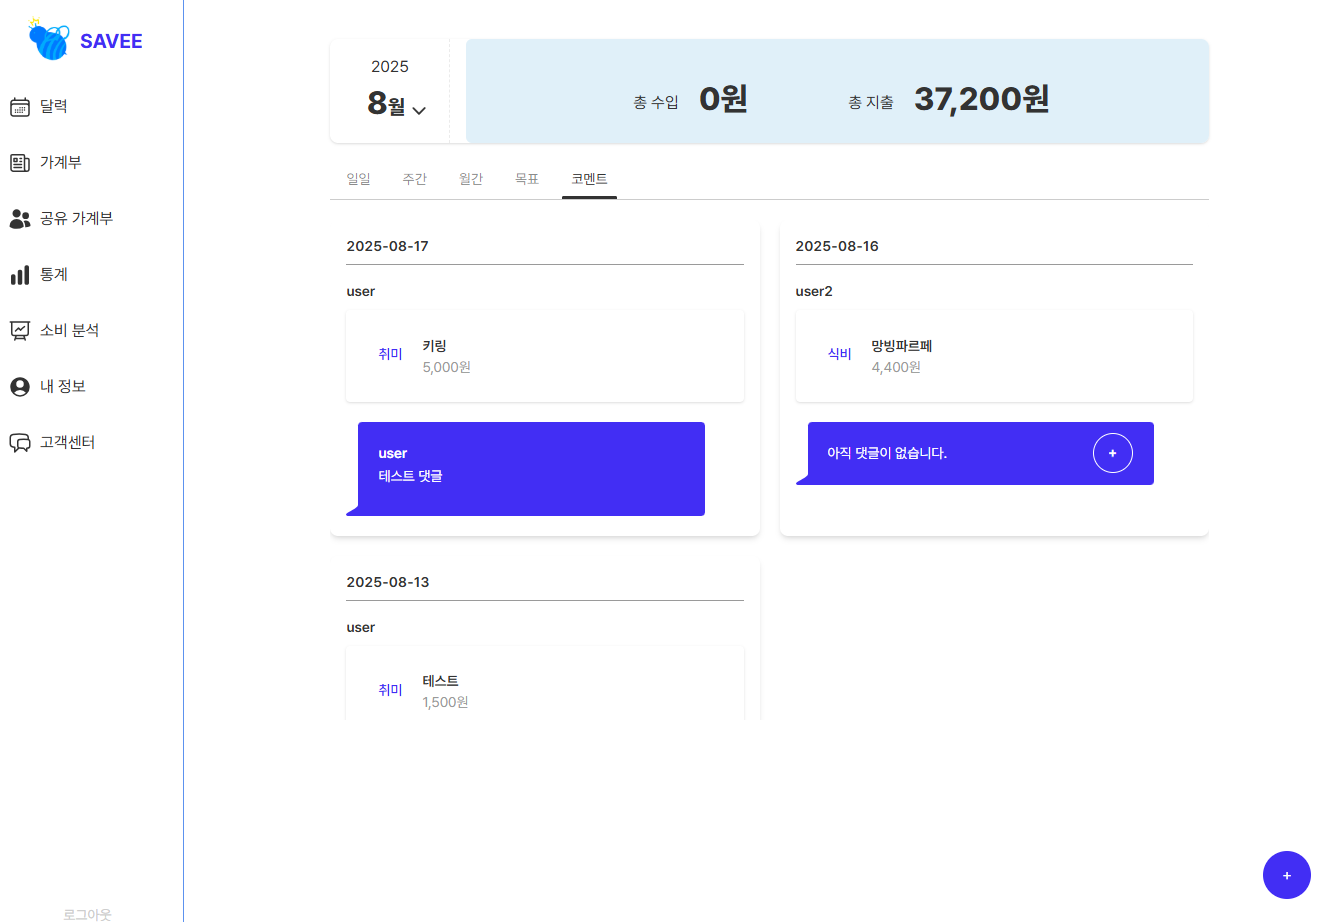 SAVEE
달력
가계부
공유 가계부
통계
소비 분석
내 정보
고객센터
로그아웃
2025
8월
총 수입 0원
총 지출 37,200원
일일 주간 월간 목표 코멘트
2025-08-17
user
취미
키링
5,000원
user
테스트 댓글
2025-08-16
user2
식비
망빙파르페
4,400원
아직 댓글이 없습니다.
+
2025-08-13
user
취미
테스트
1,500원
+